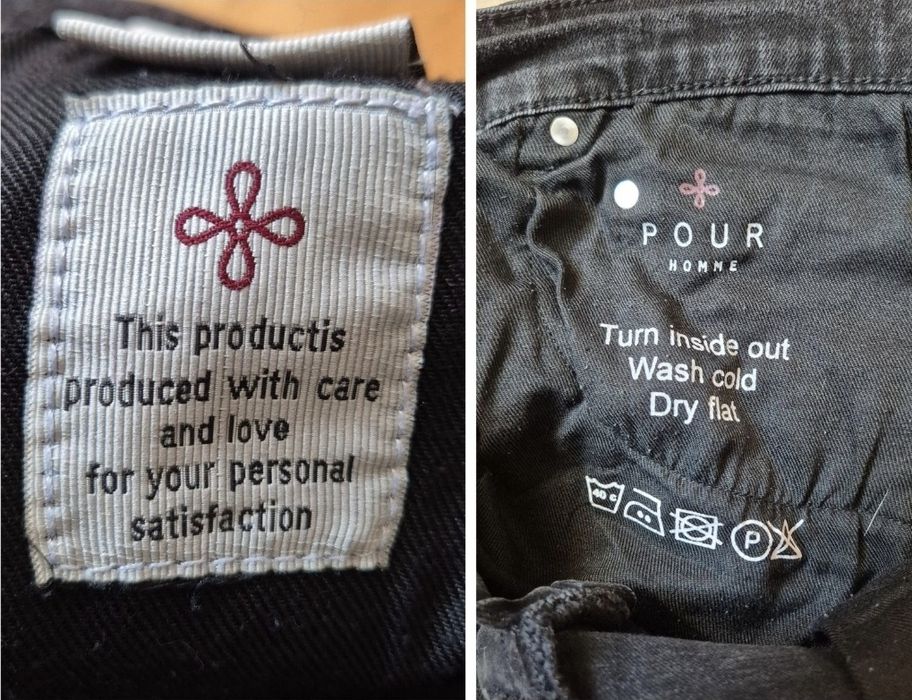 This productis
produced with care
and love
for your personal
satisfaction
POUR
HOMME
Turn inside out
Wash cold
Dry flat
40 C
P